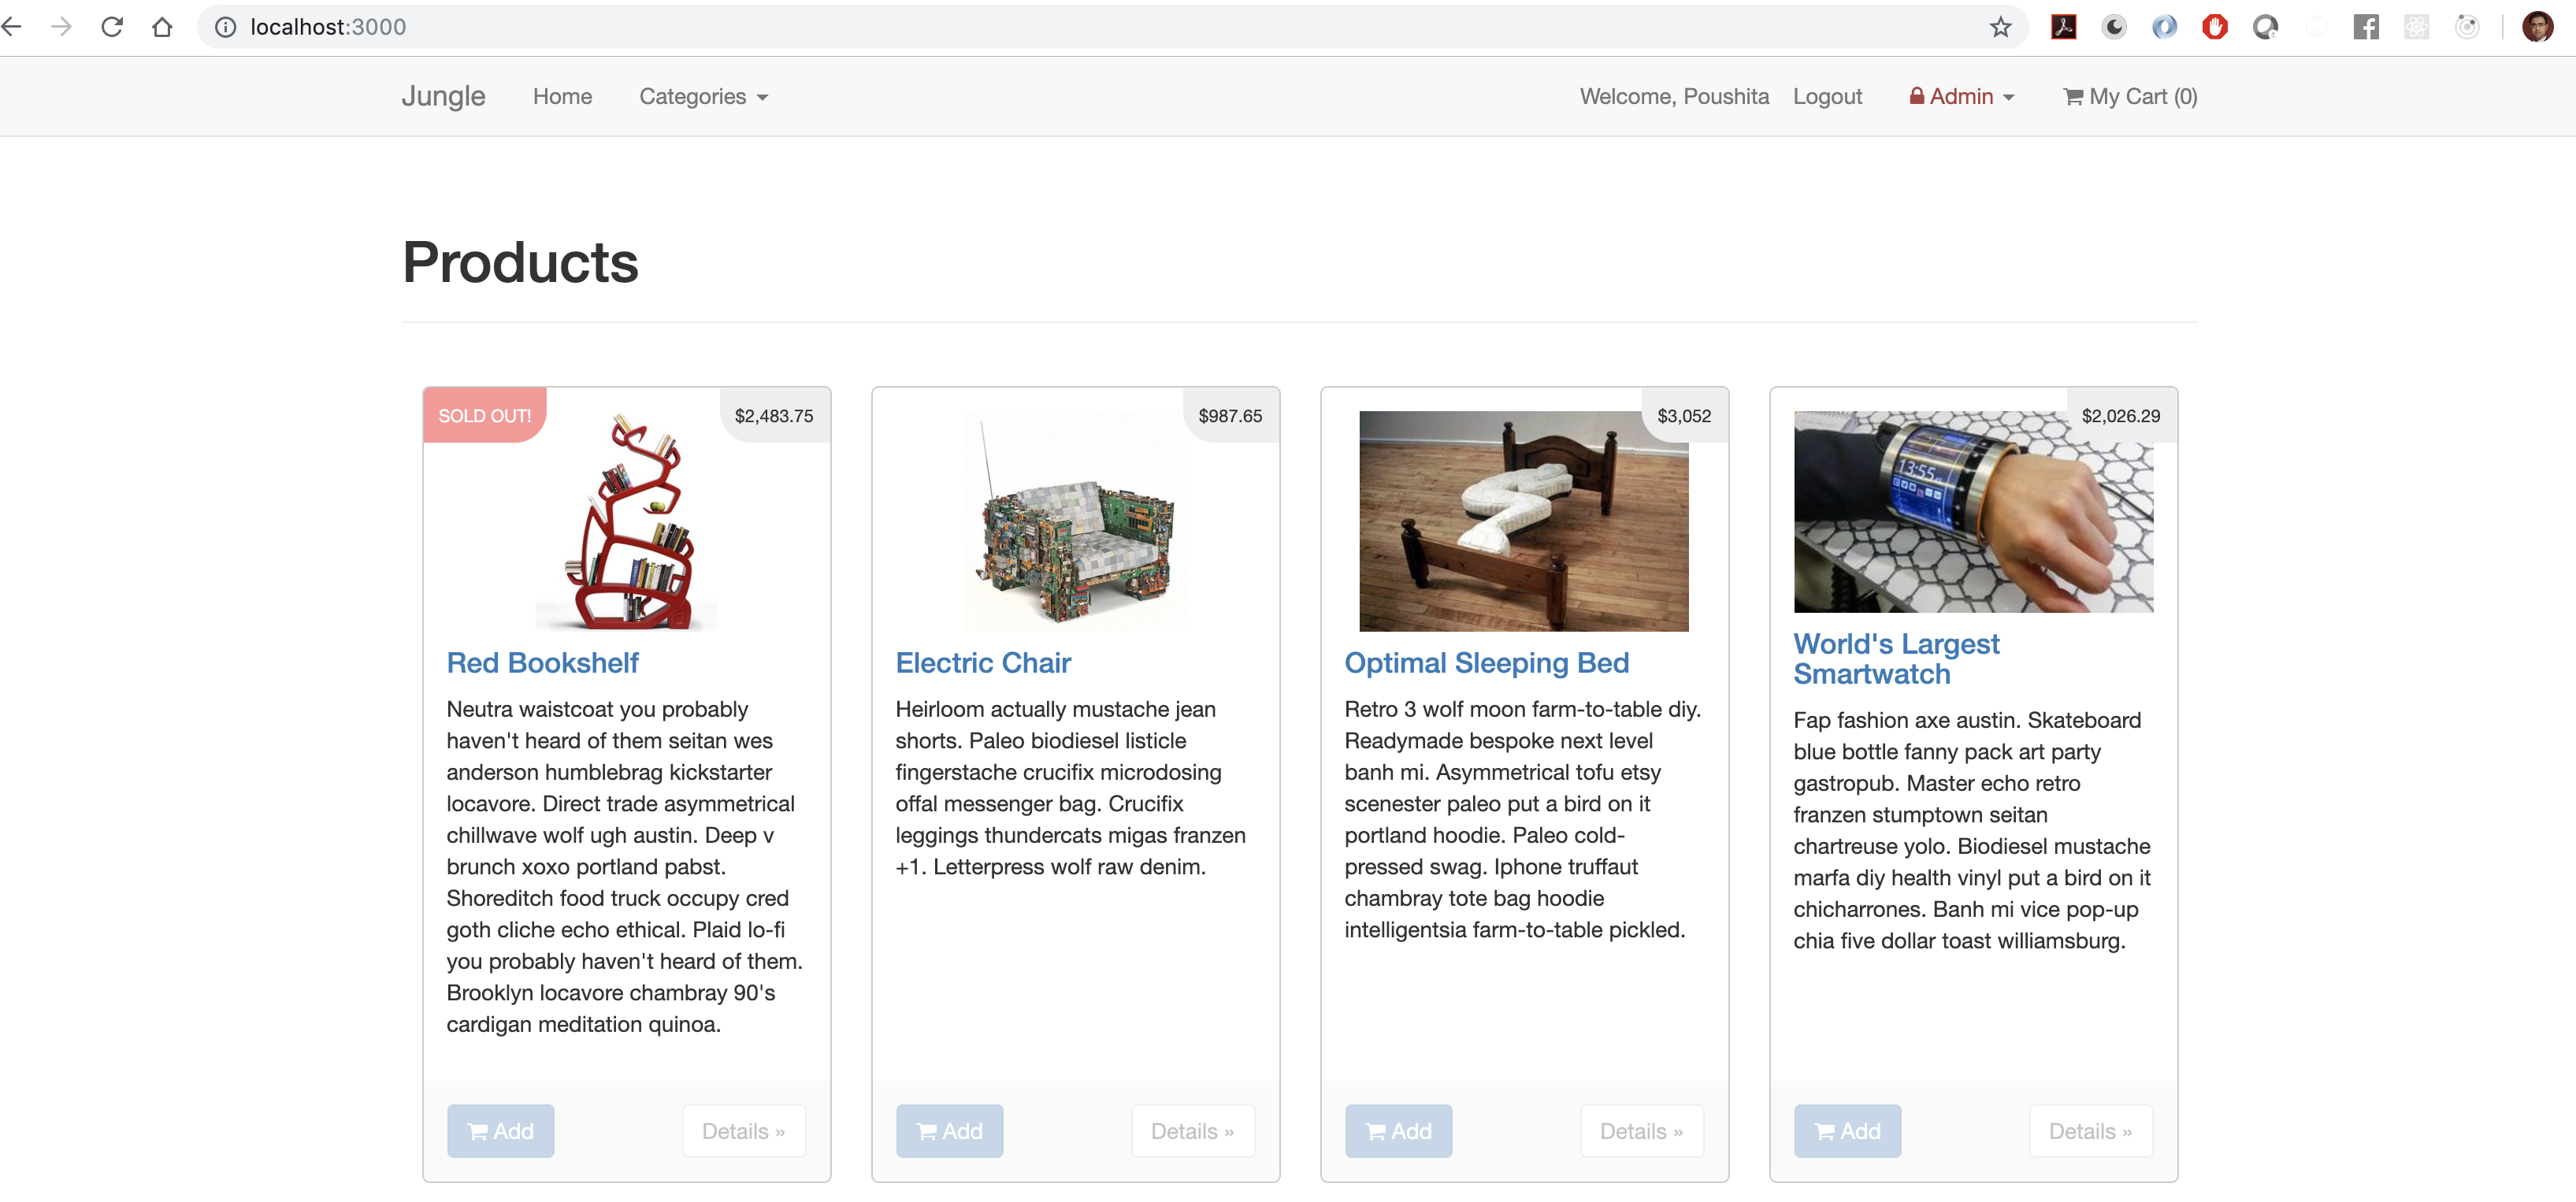 localhost:3000
Jungle Home Categories Welcome, Poushita Logout Admin My Cart (0)
Products
SOLD OUT! $2,483.75
Red Bookshelf
Neutra waistcoat you probably
haven't heard of them seitan wes
anderson humblebrag kickstarter
locavore. Direct trade asymmetrical
chillwave wolf ugh austin. Deep v
brunch xoxo portland pabst.
Shoreditch food truck occupy cred
goth cliche echo ethical. Plaid lo-fi
you probably haven't heard of them.
Brooklyn locavore chambray 90's
cardigan meditation quinoa.
Add Details »
$987.65
Electric Chair
Heirloom actually mustache jean
shorts. Paleo biodiesel listicle
fingerstache crucifix microdosing
offal messenger bag. Crucifix
leggings thundercats migas franzen
+1. Letterpress wolf raw denim.
Add Details »
$3,052
Optimal Sleeping Bed
Retro 3 wolf moon farm-to-table diy.
Readymade bespoke next level
banh mi. Asymmetrical tofu etsy
scenester paleo put a bird on it
portland hoodie. Paleo cold-
pressed swag. Iphone truffaut
chambray tote bag hoodie
intelligentsia farm-to-table pickled.
Add Details »
$2,026.29
13:55
World's Largest
Smartwatch
Fap fashion axe austin. Skateboard
blue bottle fanny pack art party
gastropub. Master echo retro
franzen stumptown seitan
chartreuse yolo. Biodiesel mustache
marfa diy health vinyl put a bird on it
chicharrones. Banh mi vice pop-up
chia five dollar toast williamsburg.
Add Details »